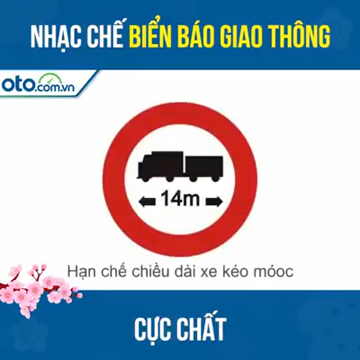 NHẠC CHẾ BIỂN BÁO GIAO THÔNG
oto.com.vn
14m
Hạn chế chiều dài xe kéo móoc
CỰC CHẤT